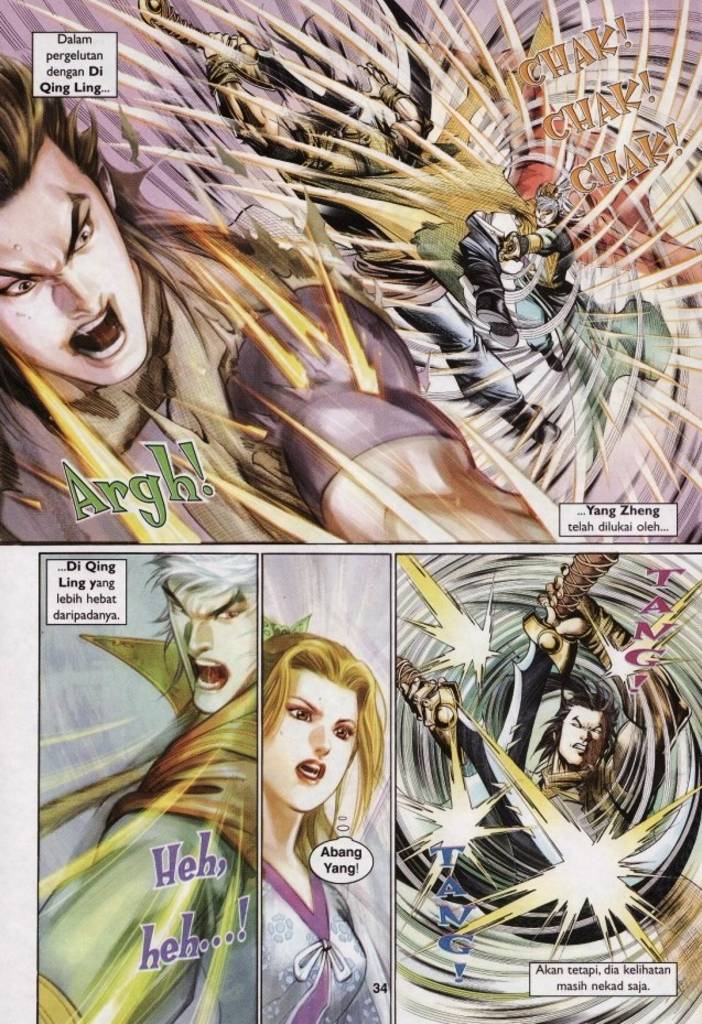 Dalam
pergelutan
dengan Di
Qing Ling...
CHAK!
CHAK!
CHAK!
Argh!
...Yang Zheng
telah dilukai oleh...
...Di Qing
Ling yang
lebih hebat
daripadanya.
Heh,
heh...!
Abang
Yang!
TANG!
TANG!
Akan tetapi, dia kelihatan
masih nekad saja.
34